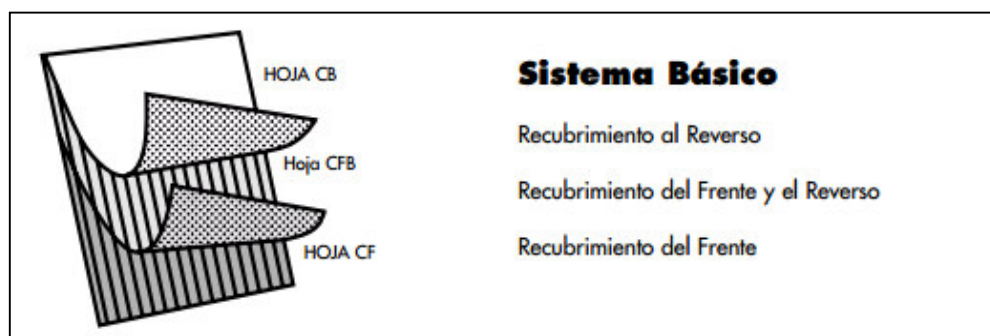 HOJA CB
Hoja CFB
HOJA CF
Sistema Básico
Recubrimiento al Reverso
Recubrimiento del Frente y el Reverso
Recubrimiento del Frente